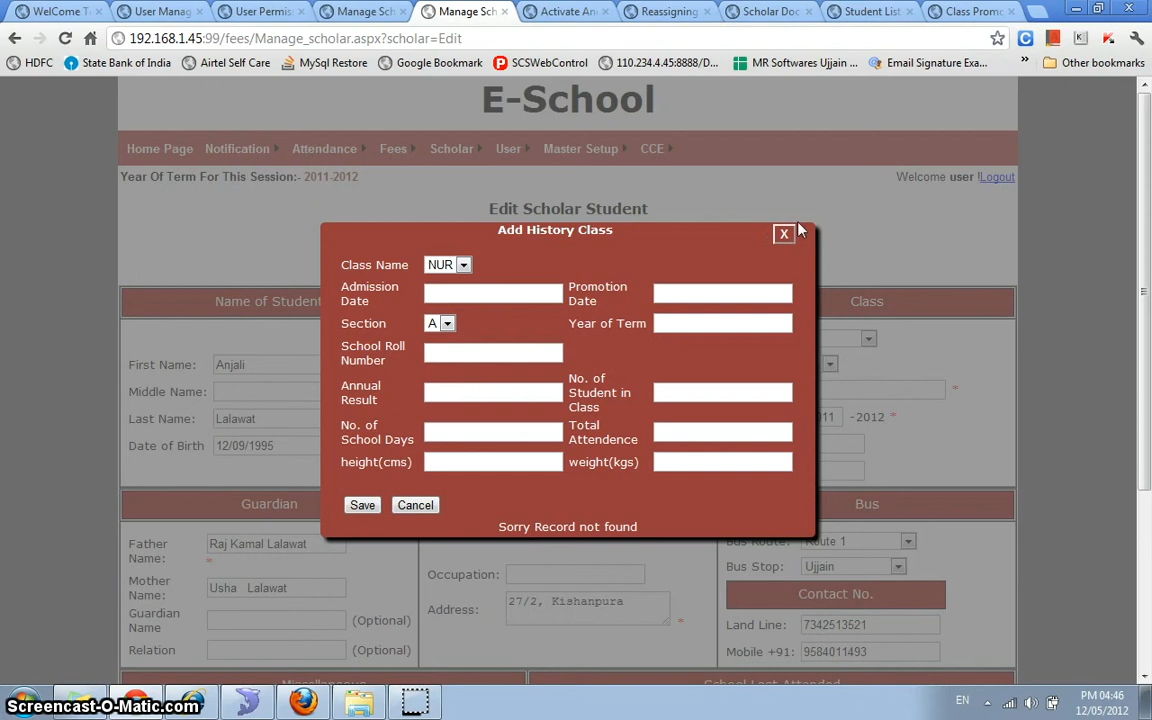 WelCome T
User Manag
User Permis
Manage Sch
Manage Sch
Activate An
Reassigning
Scholar Doc
Student List
Class Promo
192.168.1.45:99/fees/Manage_scholar.aspx?scholar=Edit
HDFC
State Bank of India
Airtel Self Care
MySql Restore
Google Bookmark
SCSWebControl
110.234.4.45:8888/D...
MR Softwares Ujjain ...
Email Signature Exa...
Other bookmarks
E-School
Home Page Notification Attendance Fees Scholar User Master Setup CCE
Year Of Term For This Session:- 2011-2012
Welcome user !Logout
Edit Scholar Student
Add History Class
X
Name of Student
Class
Class Name NUR
Admission Date
Promotion Date
Section A
Year of Term
School Roll Number
Annual Result
No. of Student in Class
No. of School Days
Total Attendence
height(cms)
weight(kgs)
Save Cancel
Sorry Record not found
First Name: Anjali
Middle Name:
*
Last Name: Lalawat
011 -2012 *
Date of Birth 12/09/1995
Guardian
Bus
Father Name: Raj Kamal Lalawat
*
Mother Name: Usha Lalawat
Guardian Name (Optional)
Relation (Optional)
Occupation:
Address: 27/2, Kishanpura
*
Bus Route: Route 1
Bus Stop: Ujjain
Contact No.
Land Line: 7342513521
Mobile +91: 9584011493
Miscellaneous
School Last Attended
Screencast-O-Matic.com
EN
PM 04:46
12/05/2012